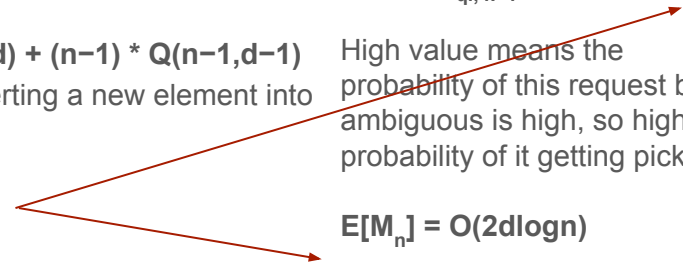 + (n−1) * Q(n−1,d−1)
erting a new element into
High value means the
probability of this request
ambiguous is high, so high
probability of it getting pick
E[Mn] = O(2dlogn)